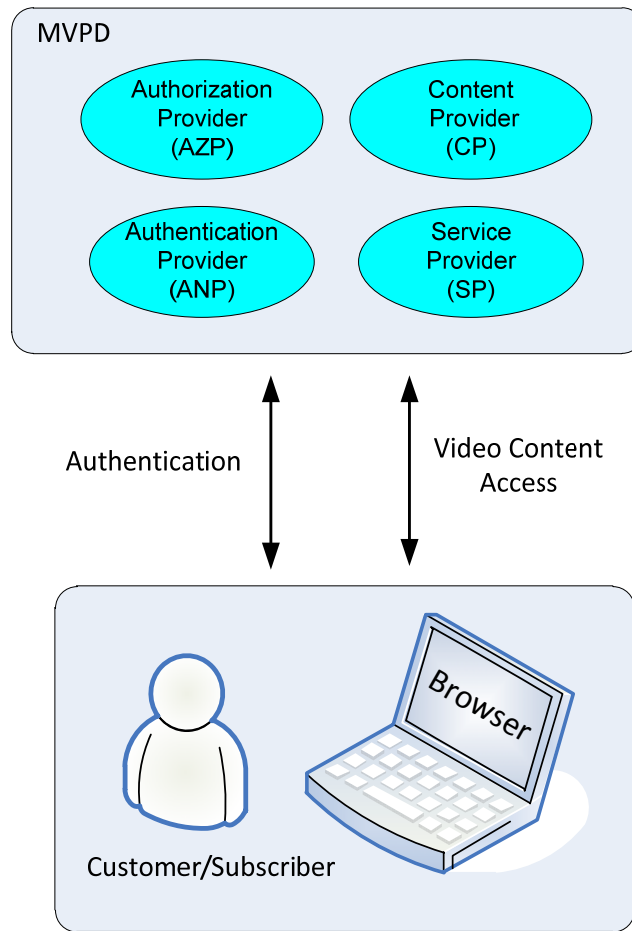 MVPD
Authorization
Provider
(AZP)
Content
Provider
(CP)
Authentication
Provider
(ANP)
Service
Provider
(SP)
Authentication
Video Content
Access
Browser
Customer/Subscriber